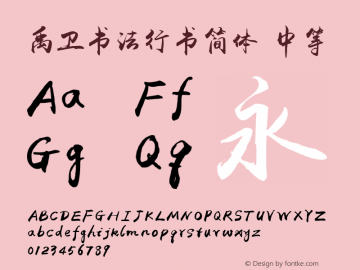 禹卫书法行书简体 中等
Aa Ff
Gg Qq
永
ABCDEFGHIJKLMNOPQRSTUVWXYZ
abcdefghijklmnopqrstuvwxyz
0123456789
© Design by fontke.com